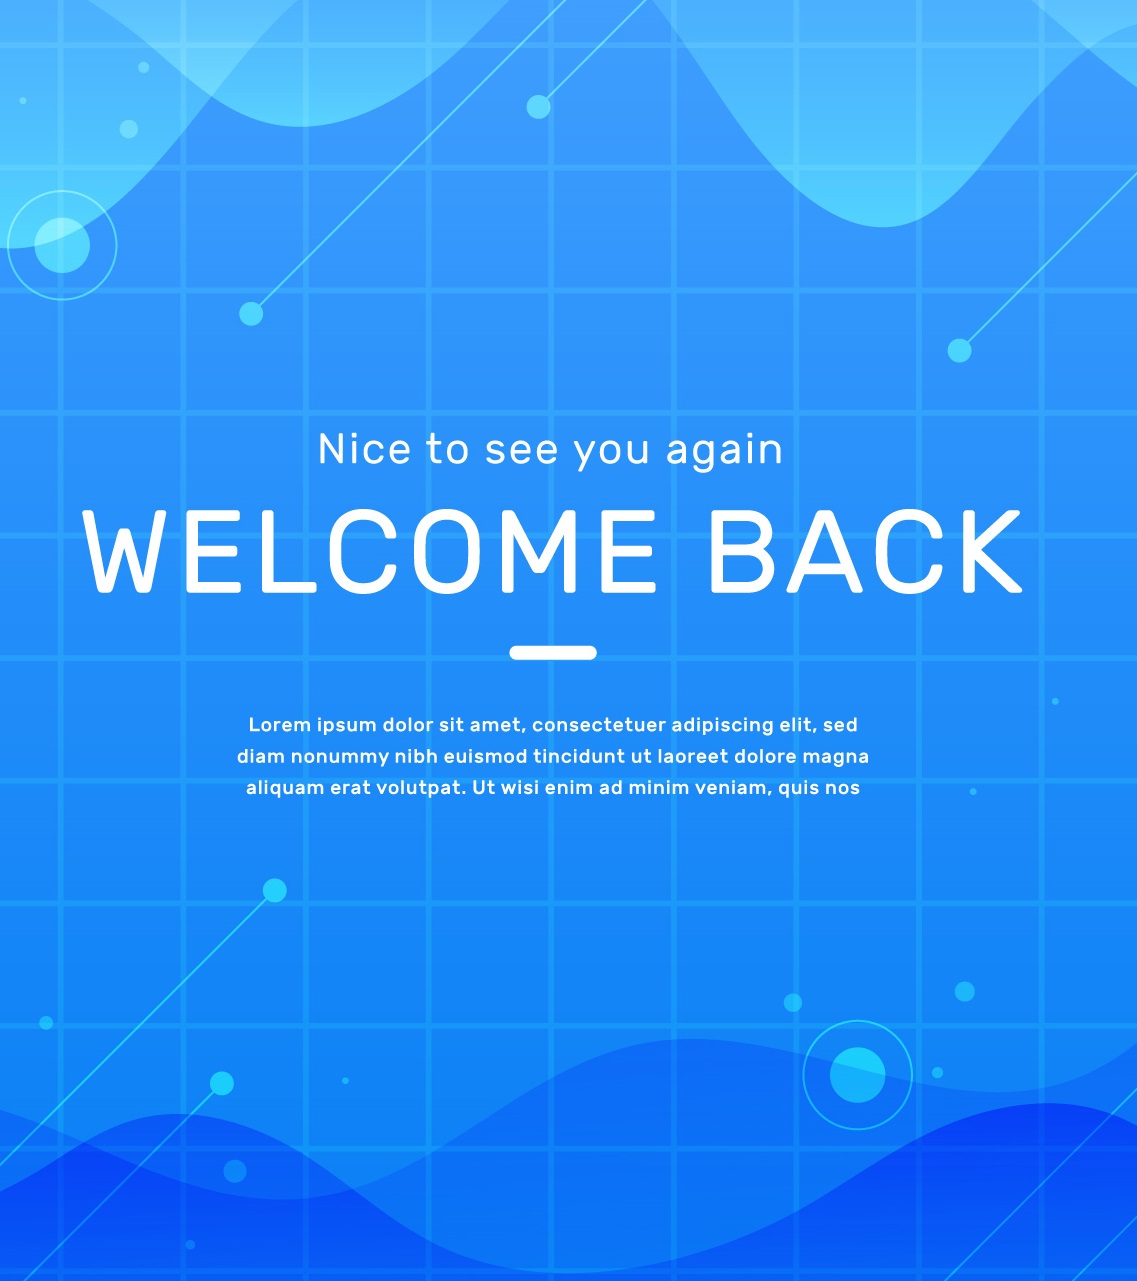 Nice to see you again
WELCOME BACK
Lorem ipsum dolor sit amet, consectetuer adipiscing elit, sed
diam nonummy nibh euismod tincidunt ut laoreet dolore magna
aliquam erat volutpat. Ut wisi enim ad minim veniam, quis nos